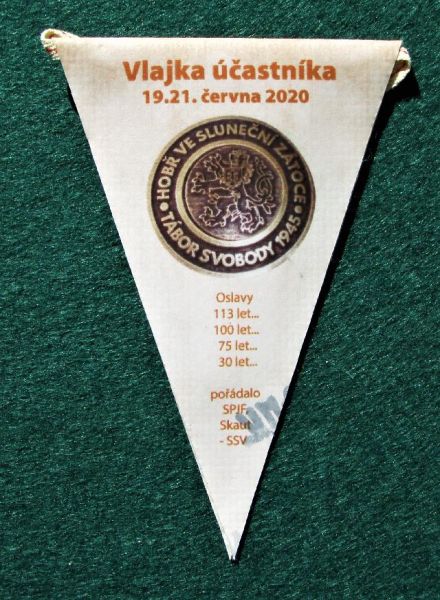 Vlajka účastníka
19.21. června 2020
HOBŘ VE SLUNEČNÍ ZÁTOCE
TÁBOR SVOBODY 1945
Oslavy
113 let...
100 let...
75 let...
30 let...
pořádalo
SPJF,
Skaut
- SSV